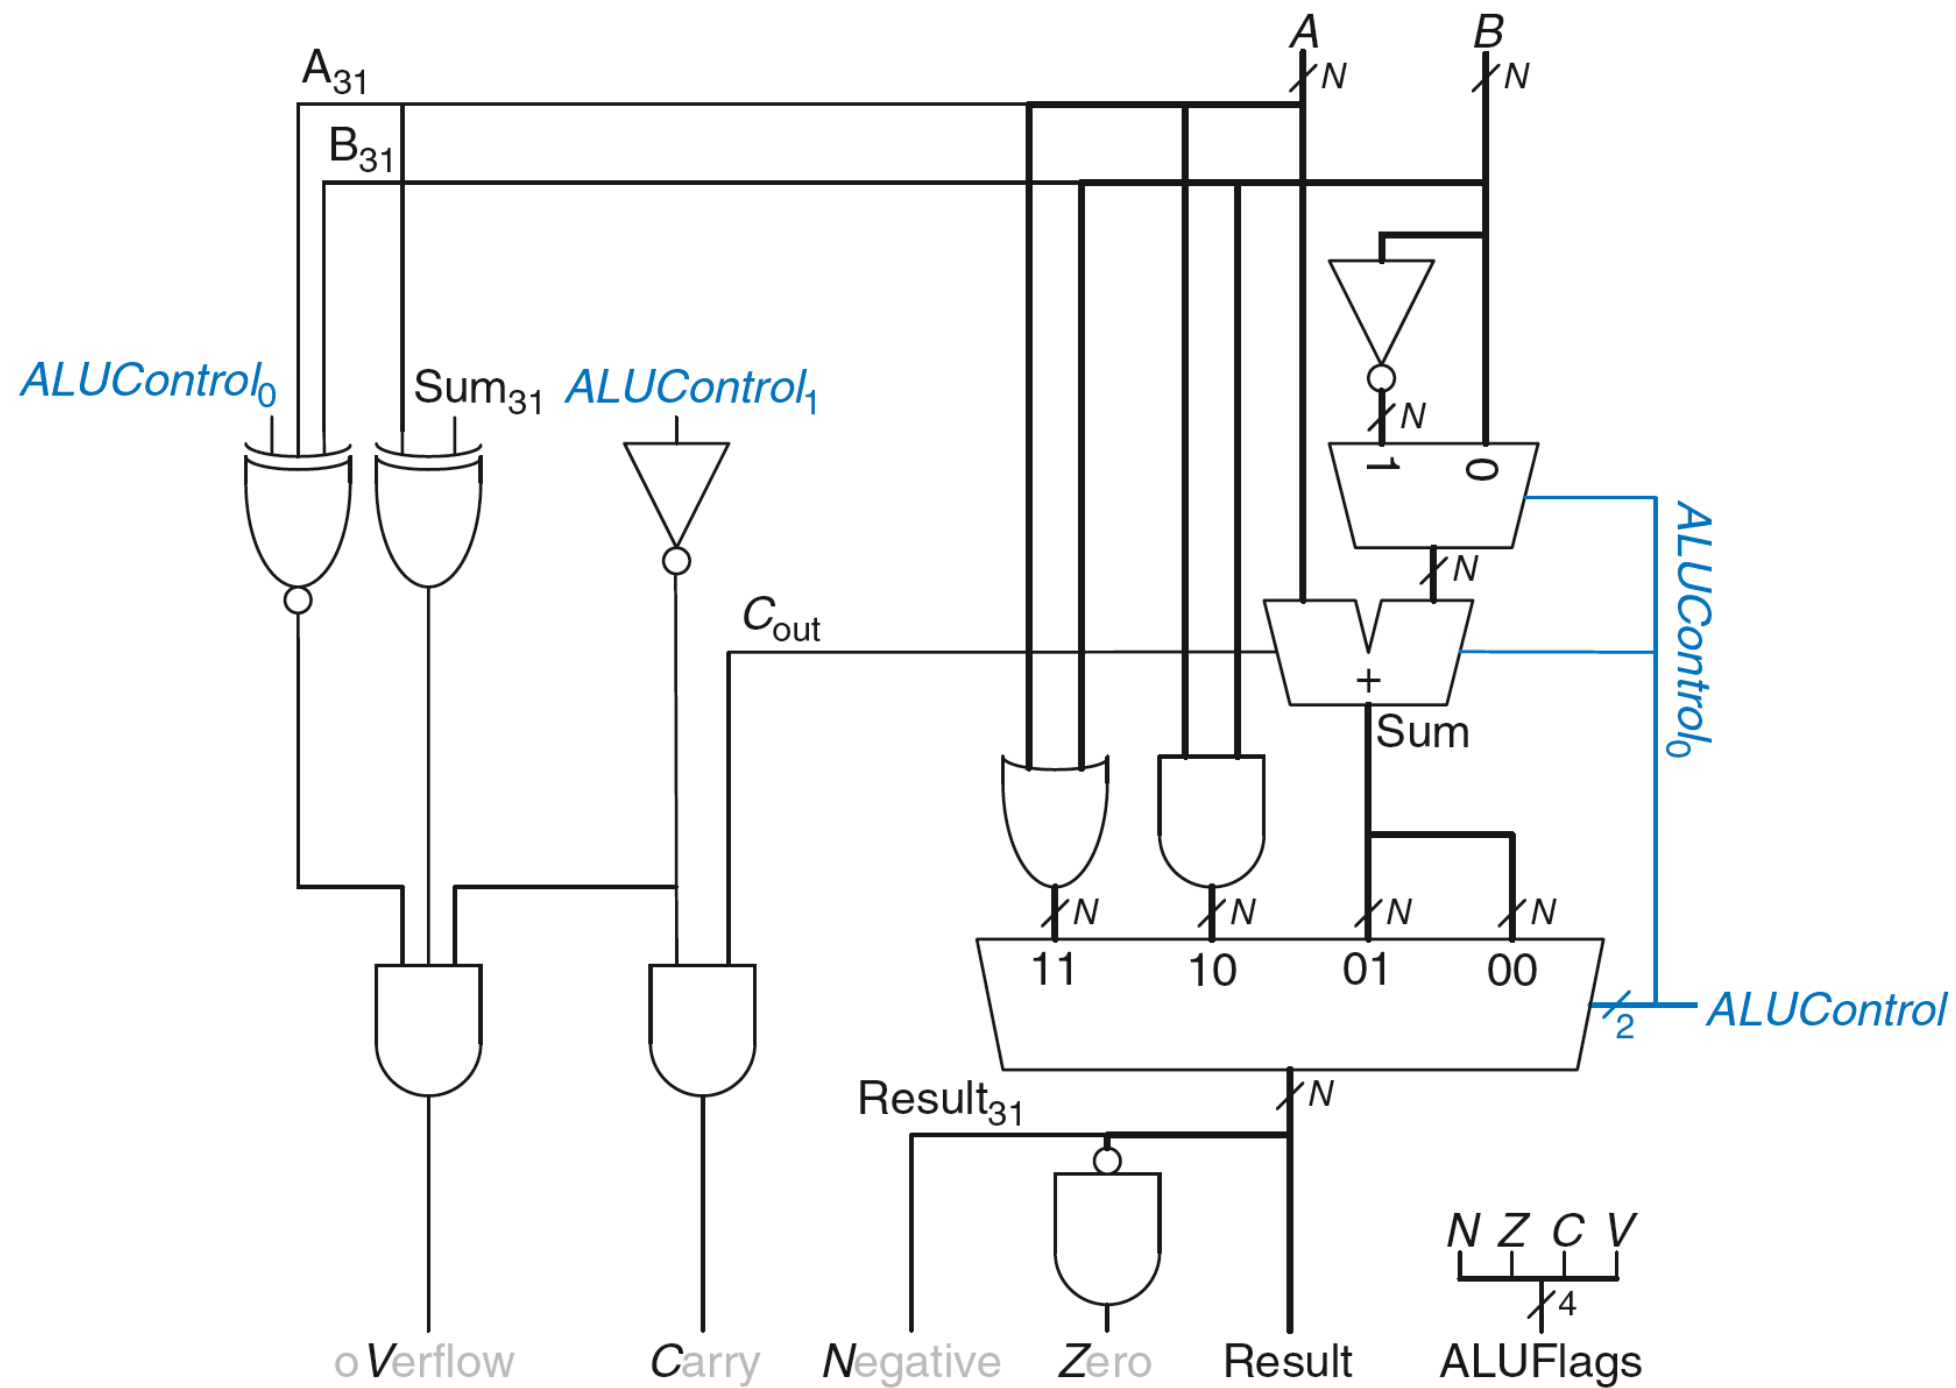 A B
A31 N N
B31
ALUControl0 Sum31 ALUControl1
N
1 0
N
ALUControl0
Cout
+
Sum
N N N N
11 10 01 00
2 ALUControl
Result31 N
N Z C V
4
oVerflow Carry Negative Zero Result ALUFlags